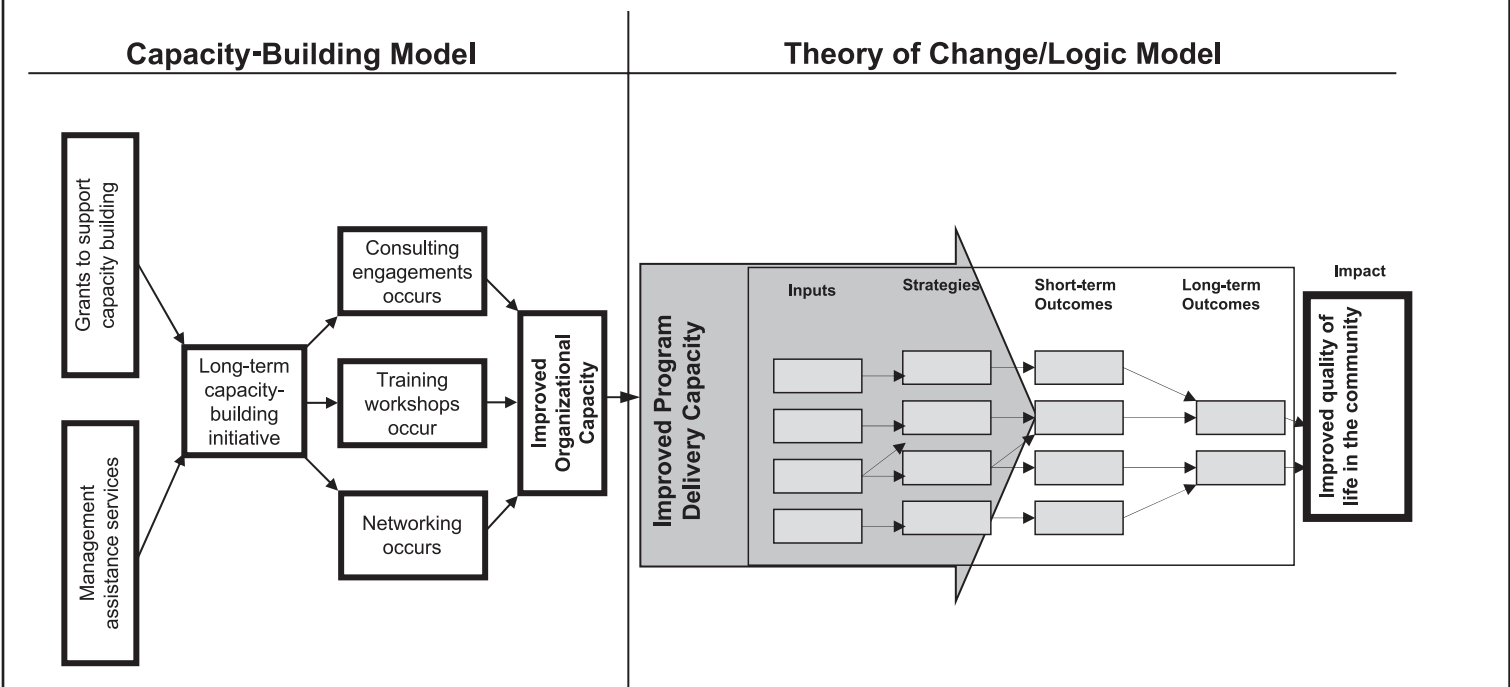 Capacity-Building Model
Theory of Change/Logic Model
Grants to support
capacity building
Management
assistance services
Long-term
capacity-
building
initiative
Consulting
engagements
occurs
Training
workshops
occur
Networking
occurs
Improved
Organizational
Capacity
Improved Program
Delivery Capacity
Inputs
Strategies
Short-term
Outcomes
Long-term
Outcomes
Impact
Improved quality of
life in the community